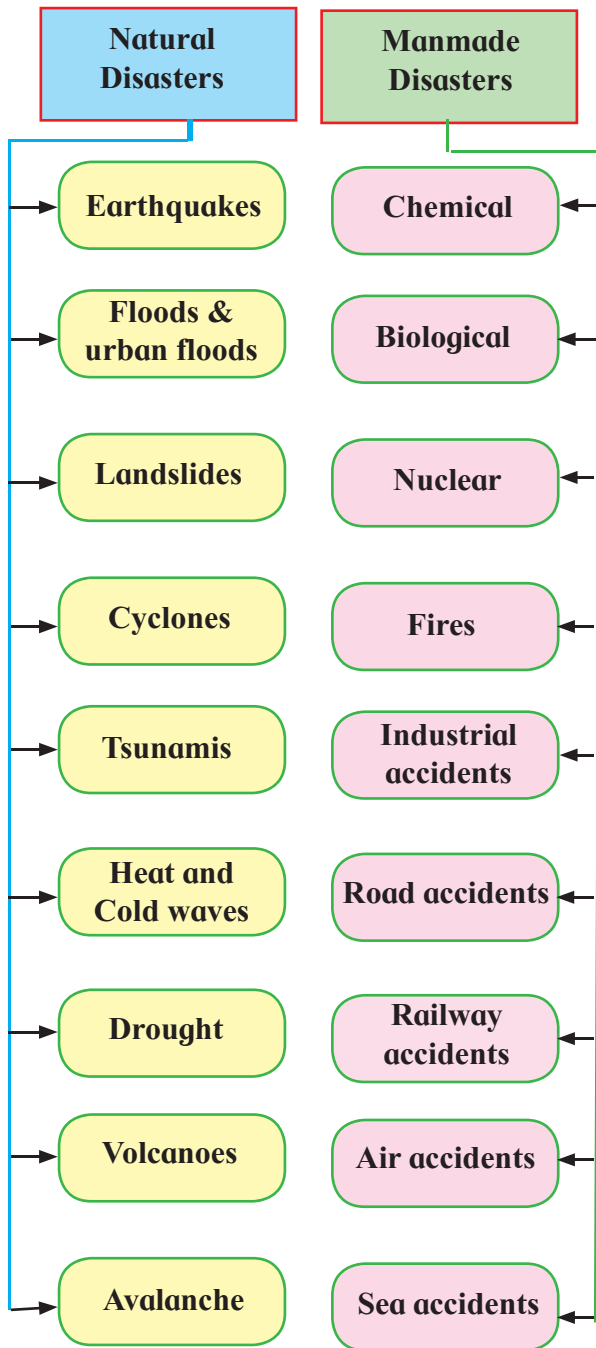 Natural
Disasters
Earthquakes
Floods &
urban floods
Landslides
Cyclones
Tsunamis
Heat and
Cold waves
Drought
Volcanoes
Avalanche
Manmade
Disasters
Chemical
Biological
Nuclear
Fires
Industrial
accidents
Road accidents
Railway
accidents
Air accidents
Sea accidents